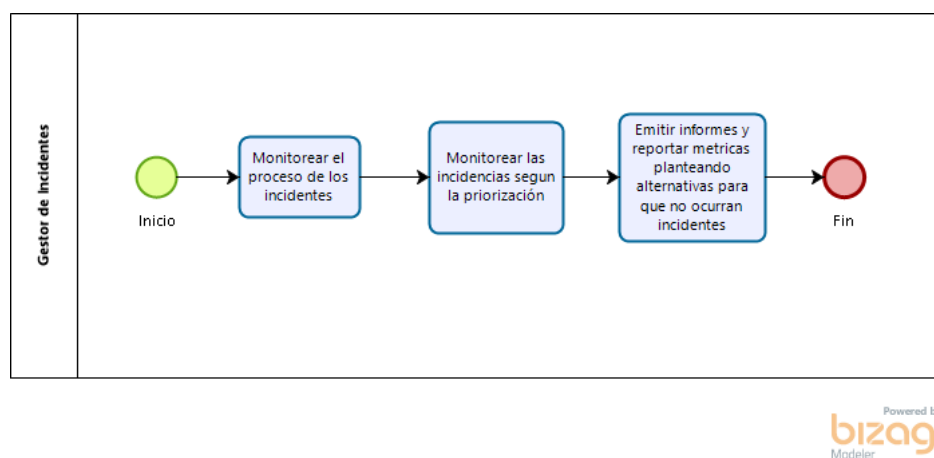 Gestor de Incidentes
Inicio
Monitorear el
proceso de los
incidentes
Monitorear las
incidencias segun
la priorización
Emitir informes y
reportar metricas
planteando
alternativas para
que no ocurran
incidentes
Fin
Powered b
bizag
Modeler